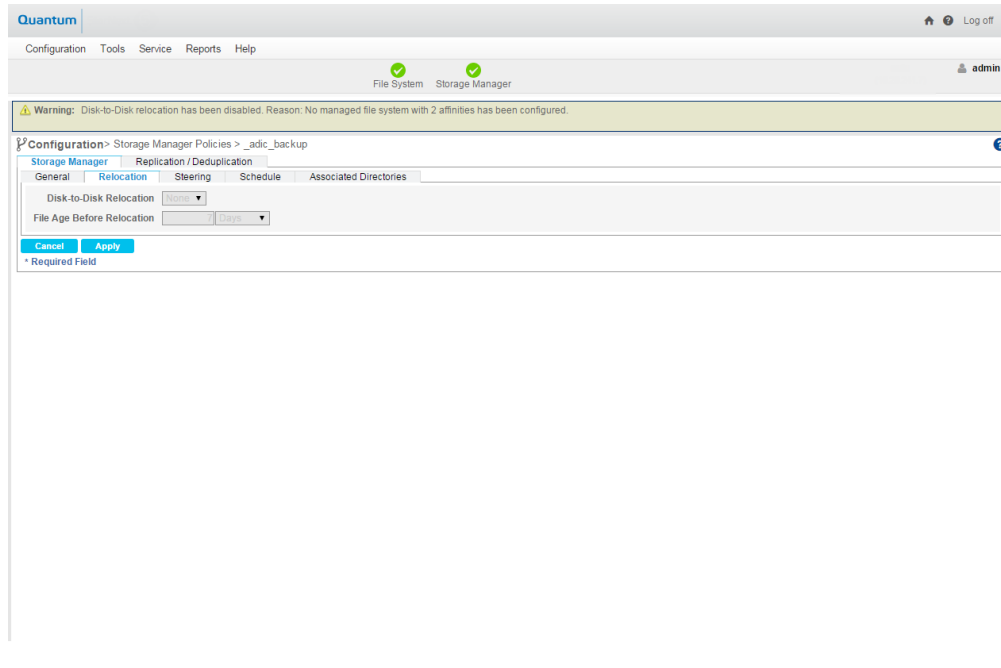 Quantum
Log off
Configuration Tools Service Reports Help
File System Storage Manager
admin
Warning: Disk-to-Disk relocation has been disabled. Reason: No managed file system with 2 affinities has been configured.
Configuration> Storage Manager Policies > _adic_backup
Storage Manager Replication / Deduplication
General Relocation Steering Schedule Associated Directories
Disk-to-Disk Relocation None
File Age Before Relocation 7 Days
Cancel Apply
* Required Field